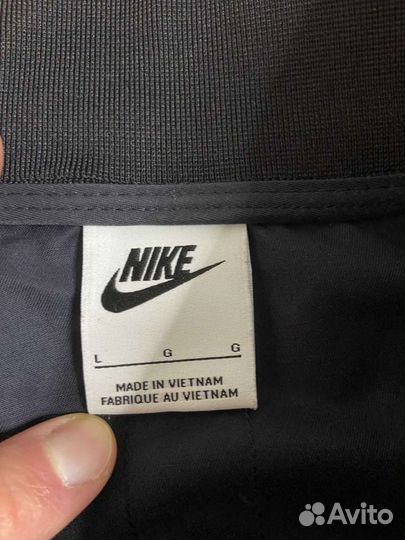 NIKE
L G G
MADE IN VIETNAM
FABRIQUE AU VIETNAM
Avito